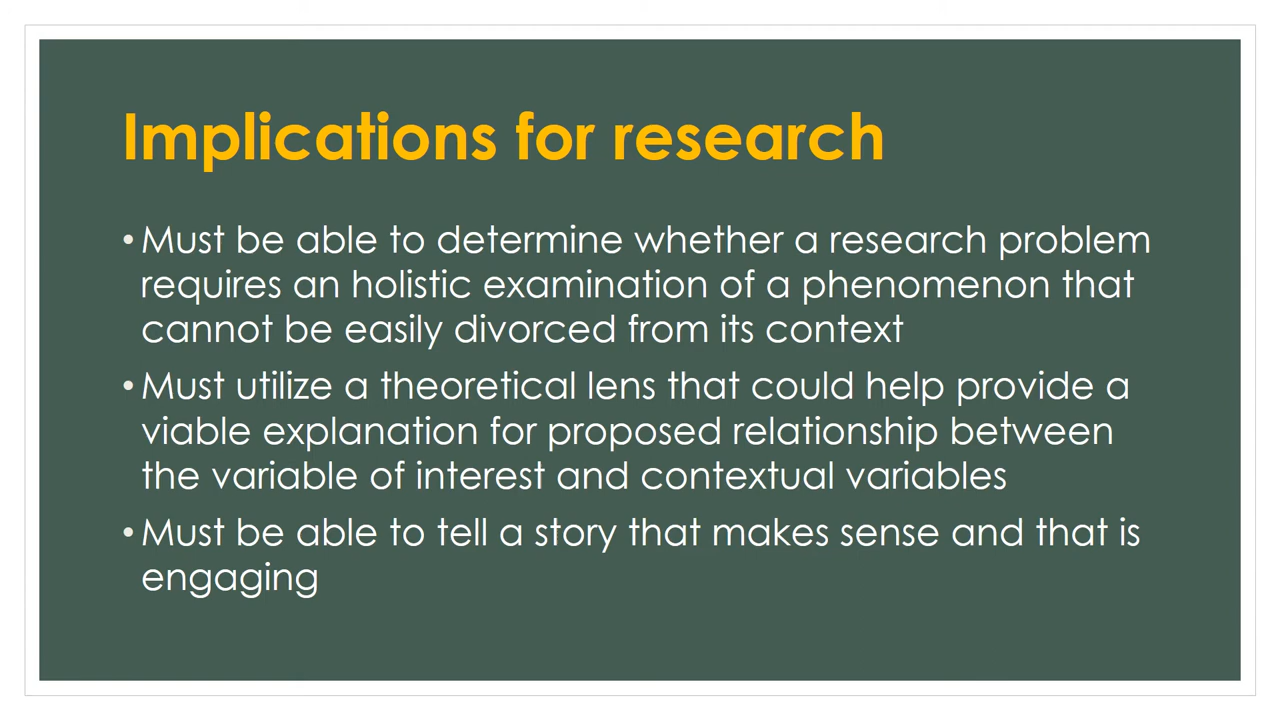 Implications for research
•Must be able to determine whether a research problem
requires an holistic examination of a phenomenon that
cannot be easily divorced from its context
•Must utilize a theoretical lens that could help provide a
viable explanation for proposed relationship between
the variable of interest and contextual variables
•Must be able to tell a story that makes sense and that is
engaging